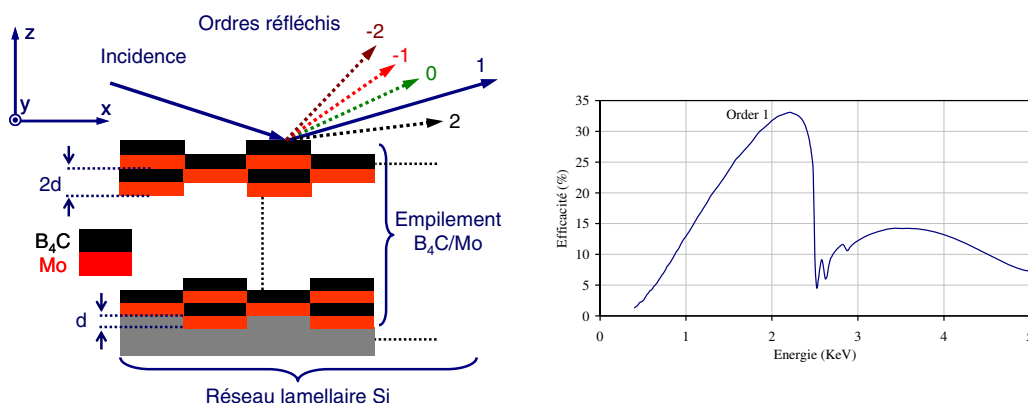 Ordres réfléchis
z
Incidence
-2
-1
0
1
2
y
x
2d
B₄C
Mo
Empilement
B₄C/Mo
d
Réseau lamellaire Si
35
30
25
20
15
10
5
0
Efficacité (%)
Order 1
0
1
2
3
4
5
Energie (KeV)